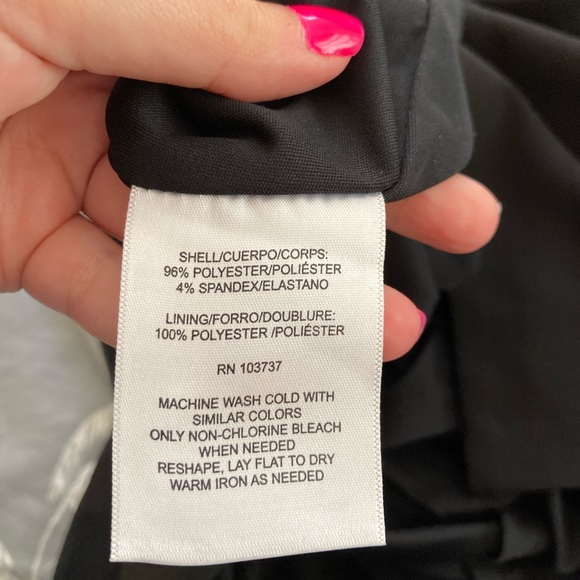 SHELL/CUERPO/CORPS:
96% POLYESTER/POLIÉSTER
4% SPANDEX/ELASTANO
LINING/FORRO/DOUBLURE:
100% POLYESTER /POLIÉSTER
RN 103737
MACHINE WASH COLD WITH
SIMILAR COLORS
ONLY NON-CHLORINE BLEACH
WHEN NEEDED
RESHAPE, LAY FLAT TO DRY
WARM IRON AS NEEDED